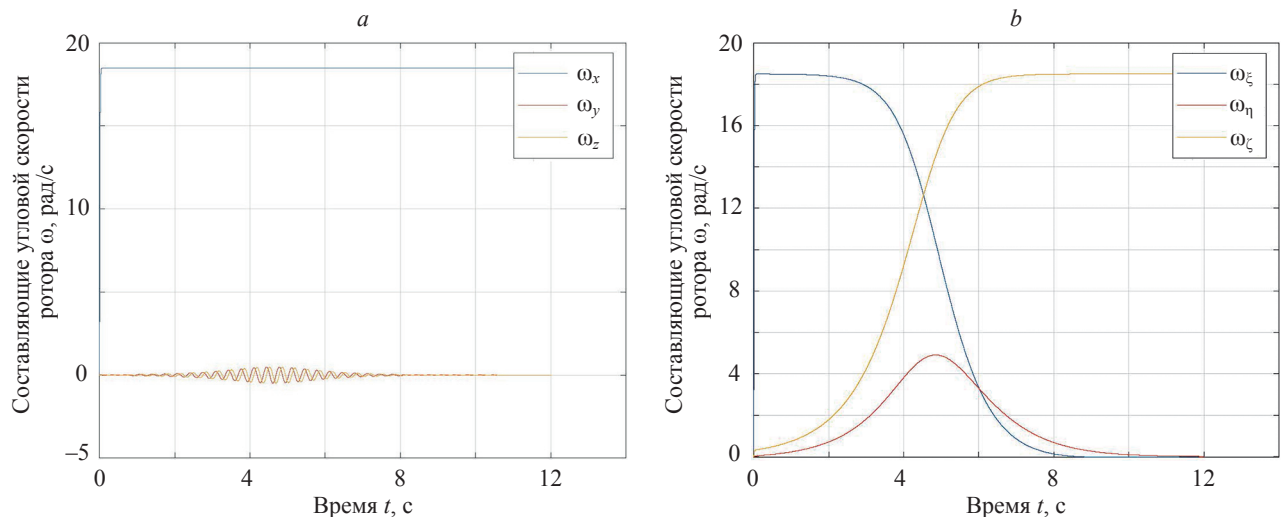 a
Составляющие угловой скорости
ротора ω, рад/с
20
10
0
–5
0
4
8
12
Время t, с
ωx
ωy
ωz
b
Составляющие угловой скорости
ротора ω, рад/с
20
16
12
8
4
0
0
4
8
12
Время t, с
ωξ
ωη
ωζ